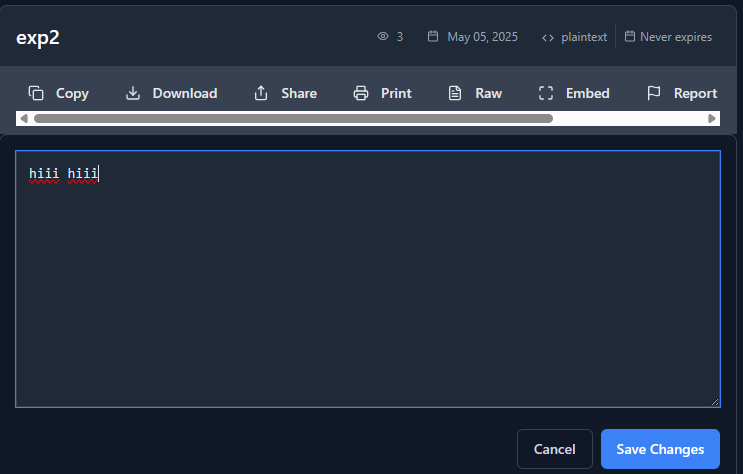 exp2 3 May 05, 2025 plaintext Never expires
Copy Download Share Print Raw Embed Report
hiii hiii
Cancel Save Changes